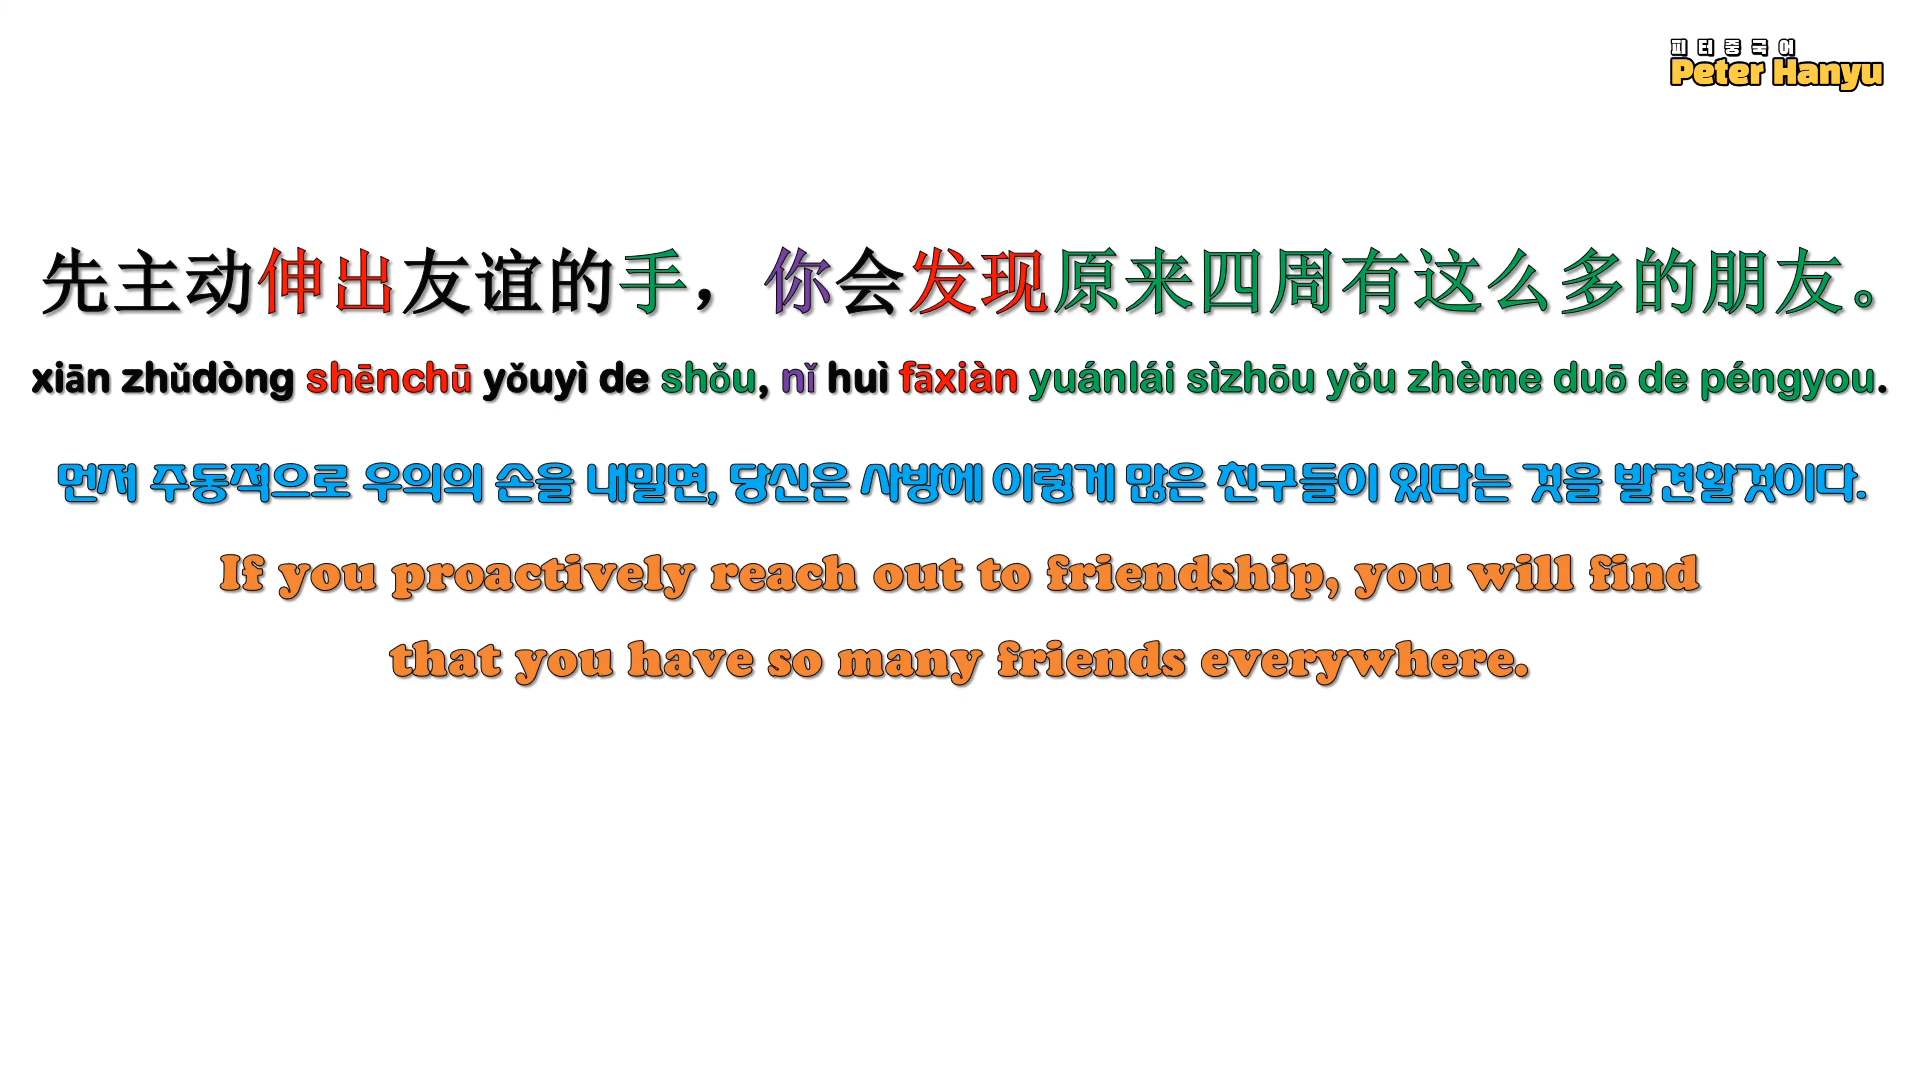 피터중국어
Peter Hanyu
先主动伸出友谊的手，你会发现原来四周有这么多的朋友。
xiān zhǔdòng shēnchū yǒuyì de shǒu, nǐ huì fāxiàn yuánlái sìzhōu yǒu zhème duō de péngyou.
먼저 주동적으로 우의의 손을 내밀면, 당신은 사방에 이렇게 많은 친구들이 있다는 것을 발견할것이다.
If you proactively reach out to friendship, you will find
that you have so many friends everywhere.